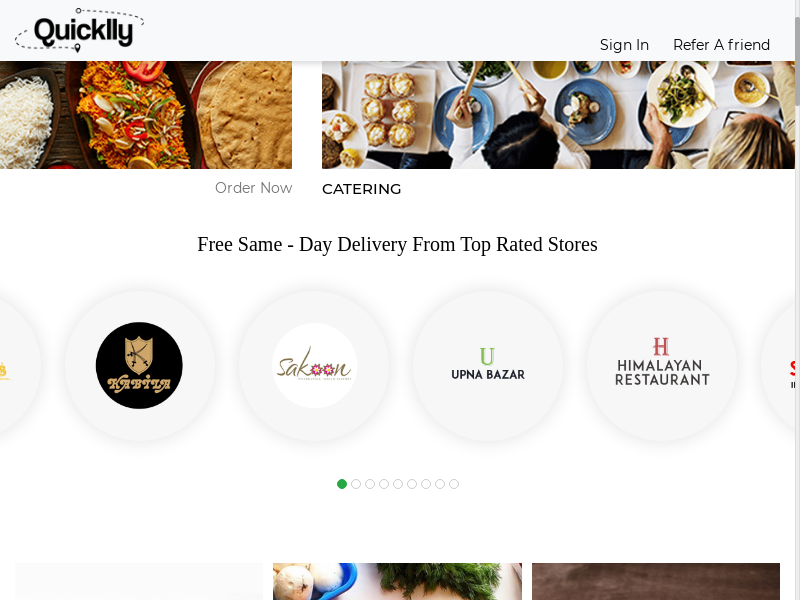 Quicklly
Sign In
Refer A friend
Order Now
CATERING
Free Same - Day Delivery From Top Rated Stores
KABILA
sakoon
U
UPNA BAZAR
H
HIMALAYAN
RESTAURANT